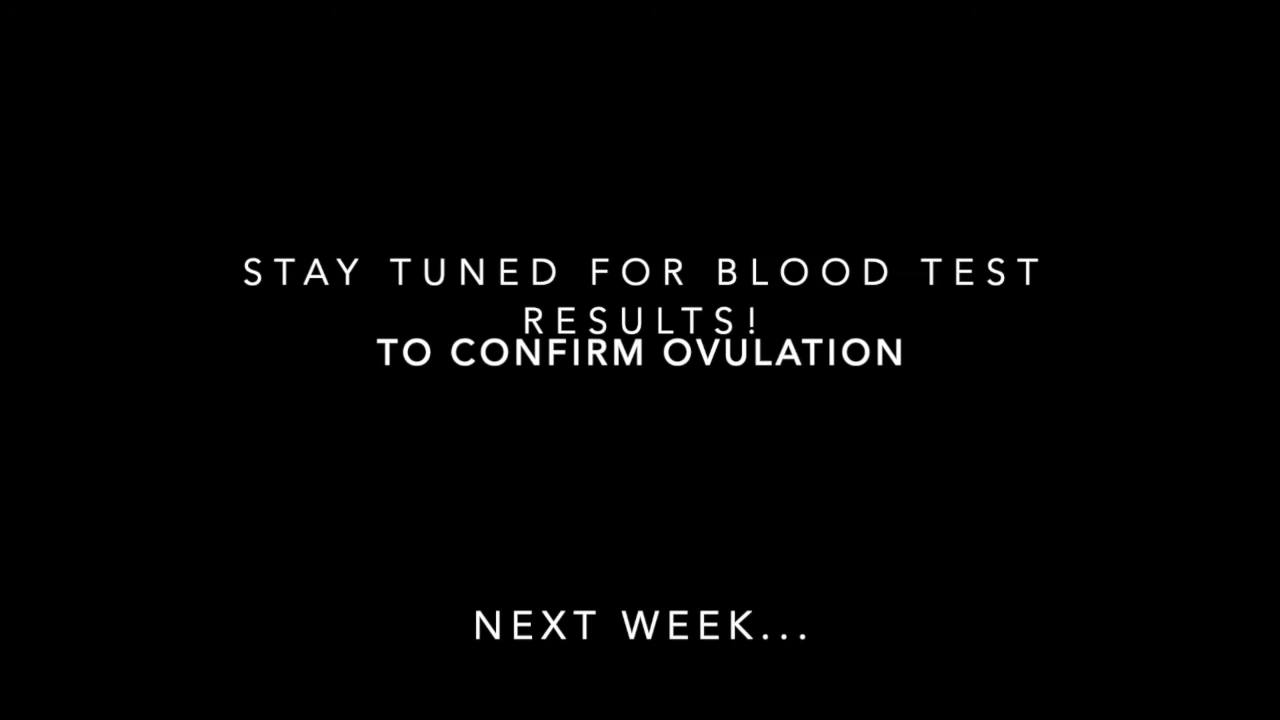 STAY TUNED FOR BLOOD TEST
RESULTS!
TO CONFIRM OVULATION
NEXT WEEK...